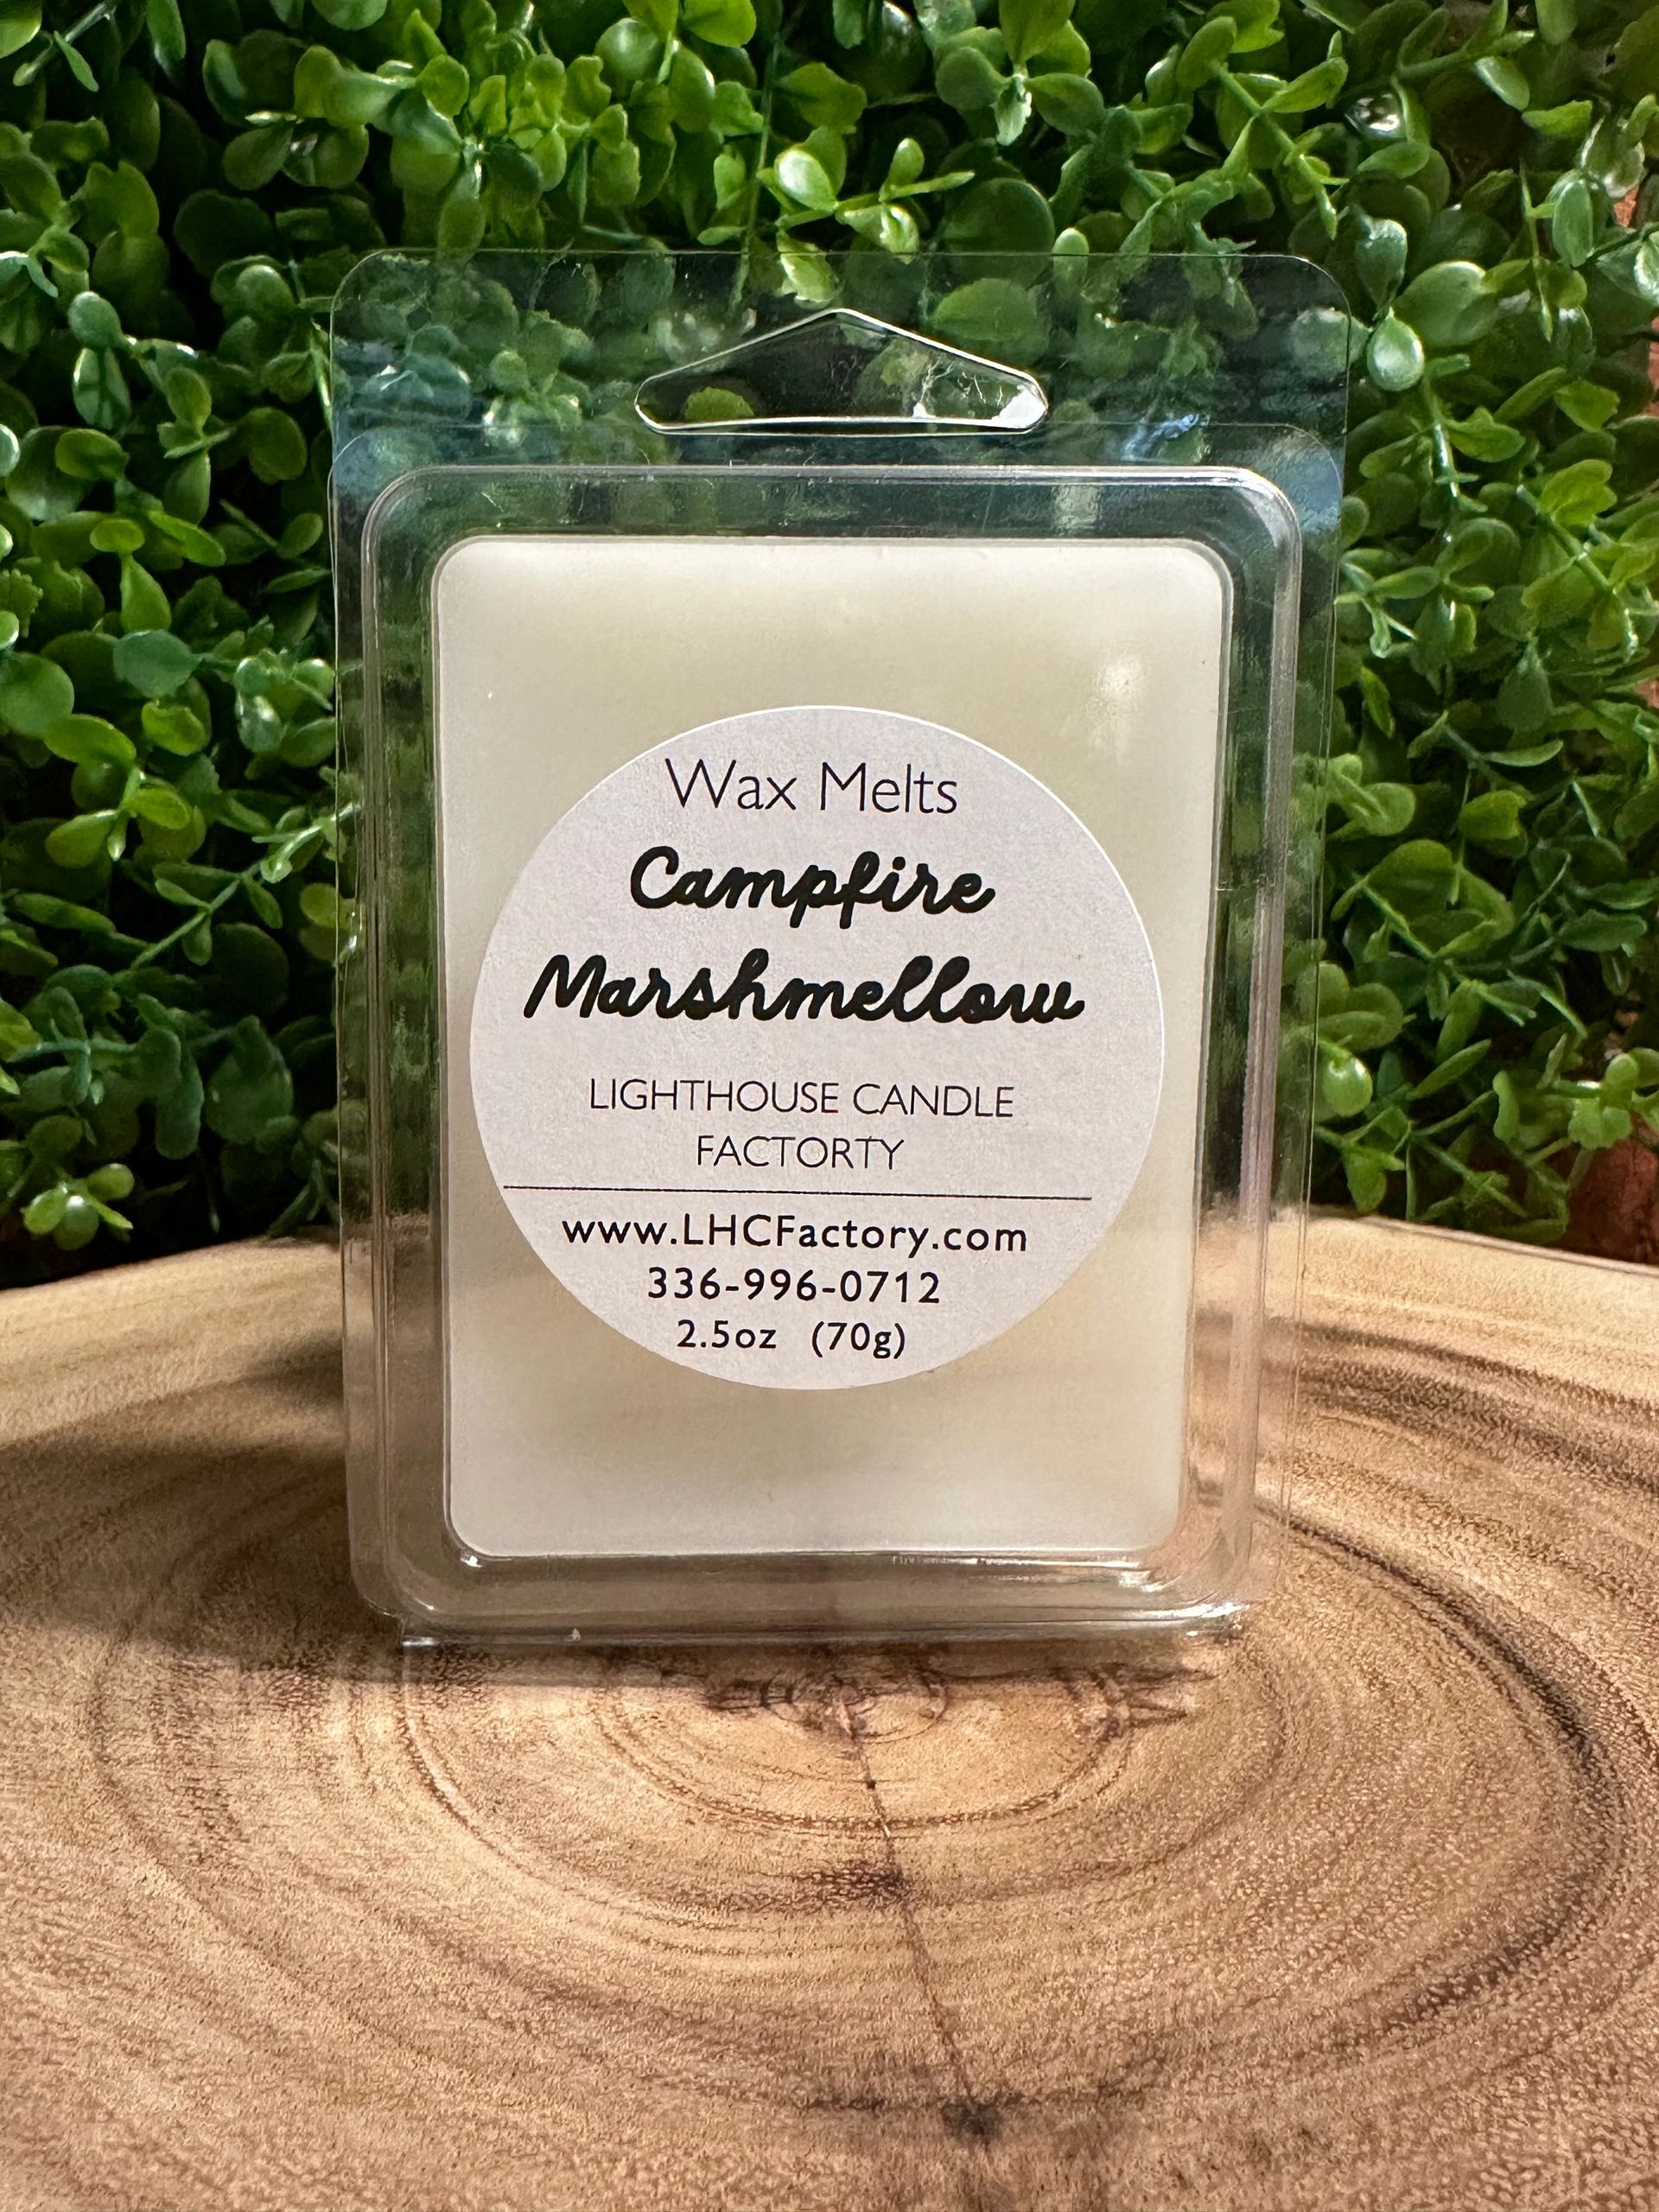 Wax Melts
Campfire
Marshmellow
LIGHTHOUSE CANDLE
FACTORTY
www.LHCFactory.com
336-996-0712
2.5oz (70g)